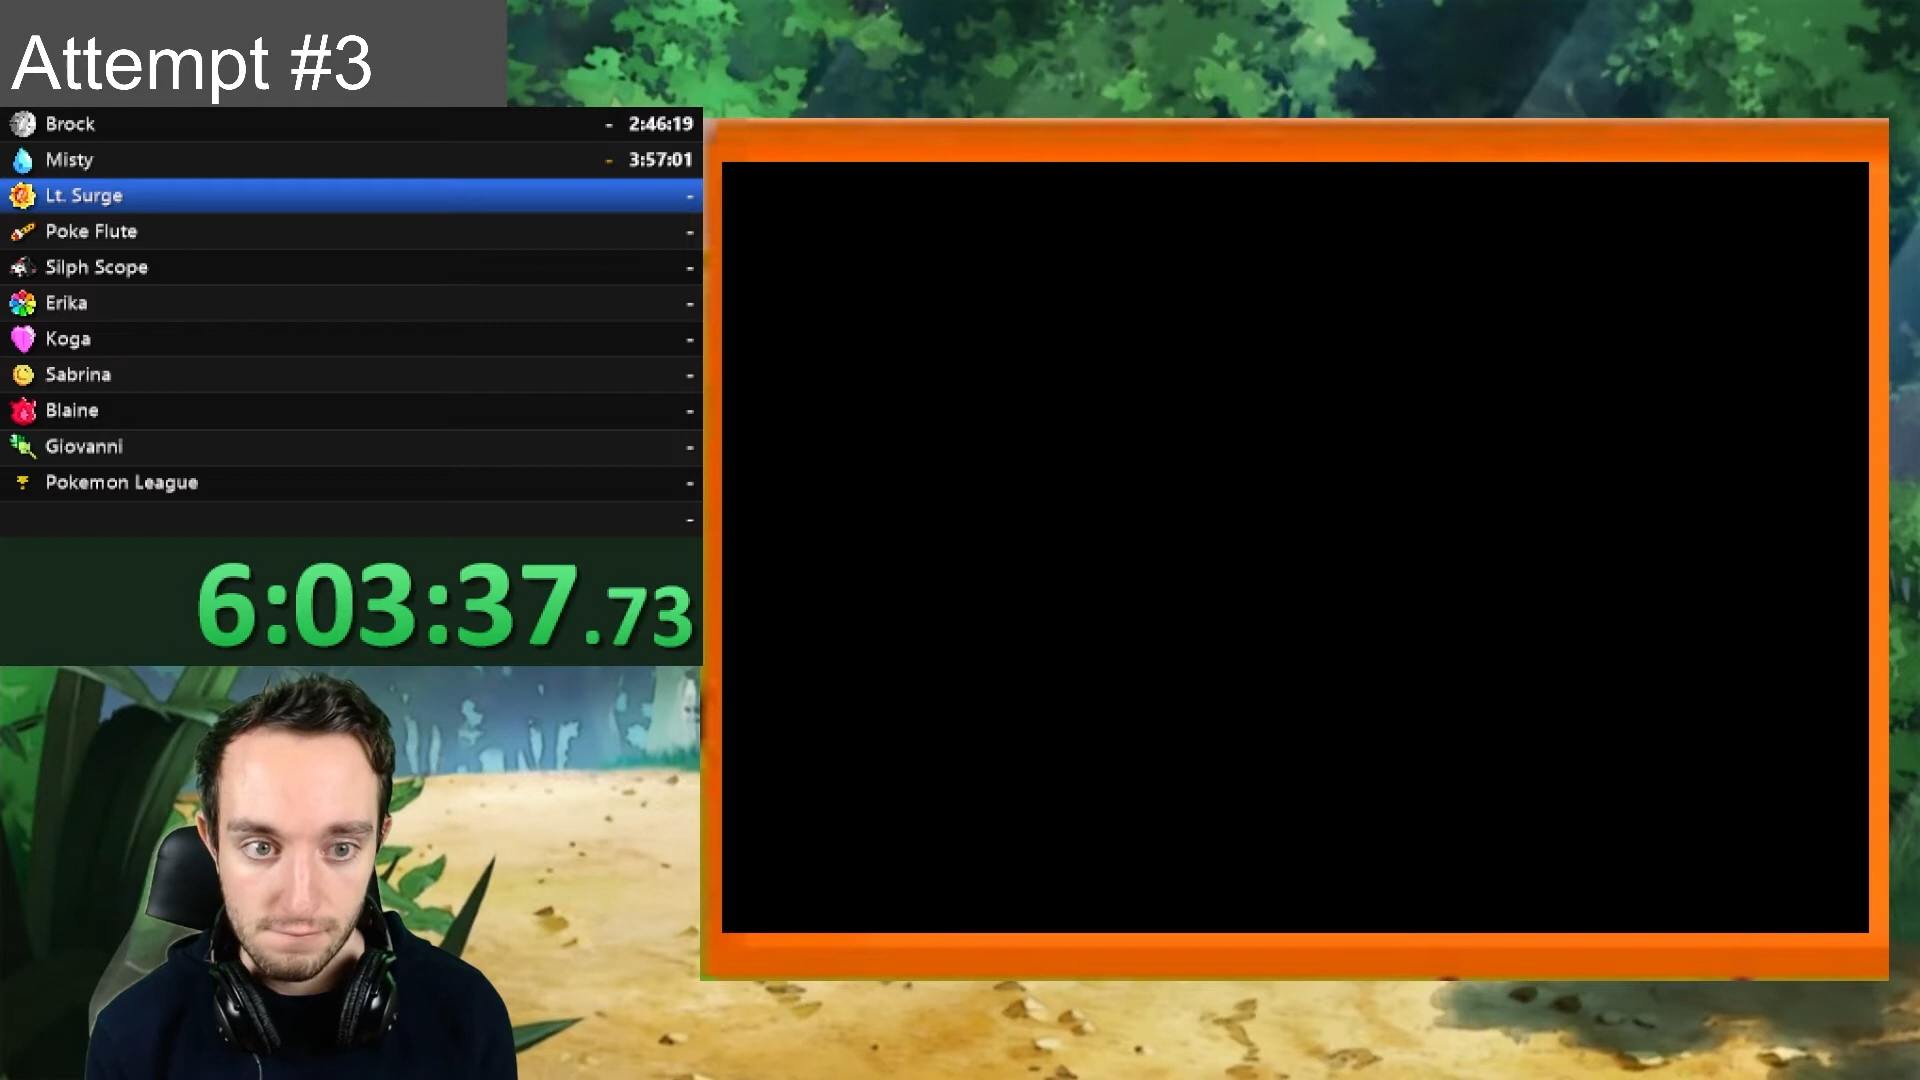 Attempt #3
Brock - 2:46:19
Misty - 3:57:01
Lt. Surge -
Poke Flute -
Silph Scope -
Erika -
Koga -
Sabrina -
Blaine -
Giovanni -
Pokemon League -
-
6:03:37.73